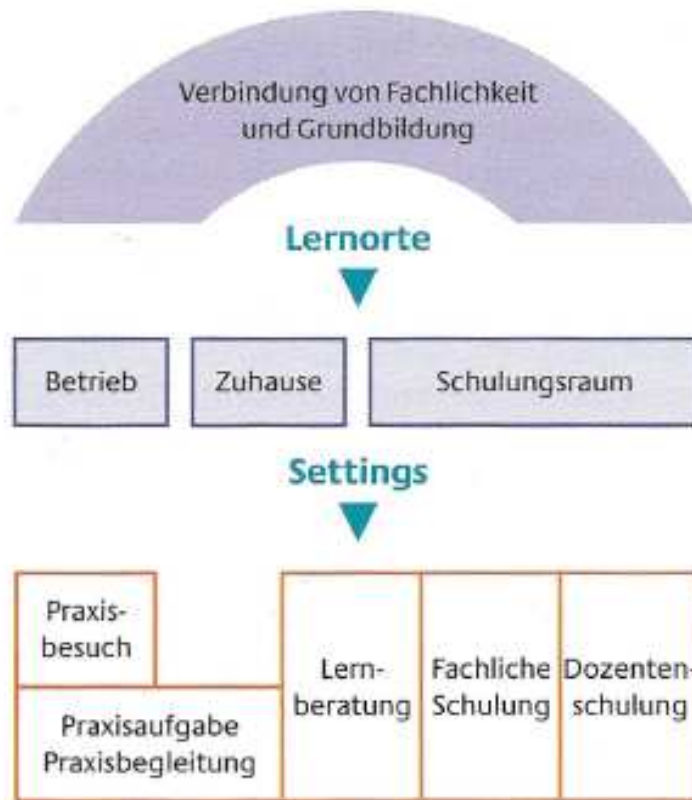 Verbindung von Fachlichkeit
und Grundbildung
Lernorte
Betrieb
Zuhause
Schulungsraum
Settings
Praxis-
besuch
Praxisaufgabe
Praxisbegleitung
Lern-
beratung
Fachliche
Schulung
Dozenten-
schulung